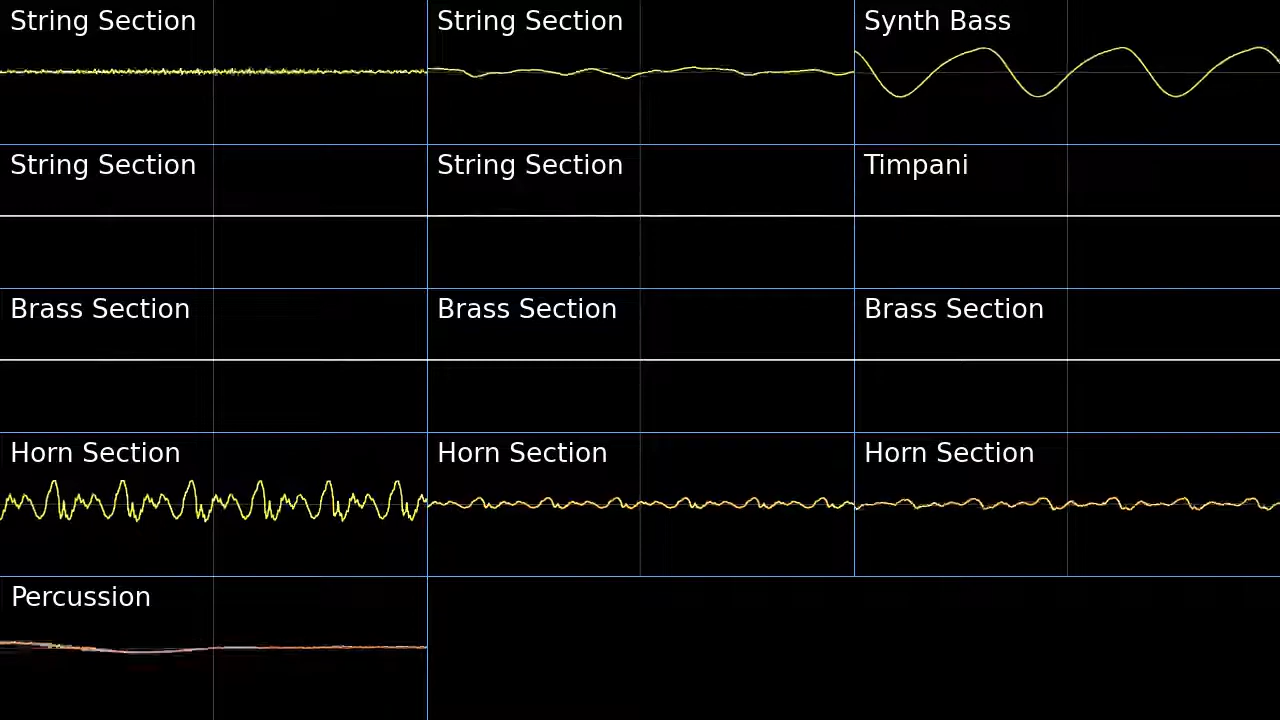 String Section
String Section
Synth Bass
String Section
String Section
Timpani
Brass Section
Brass Section
Brass Section
Horn Section
Horn Section
Horn Section
Percussion